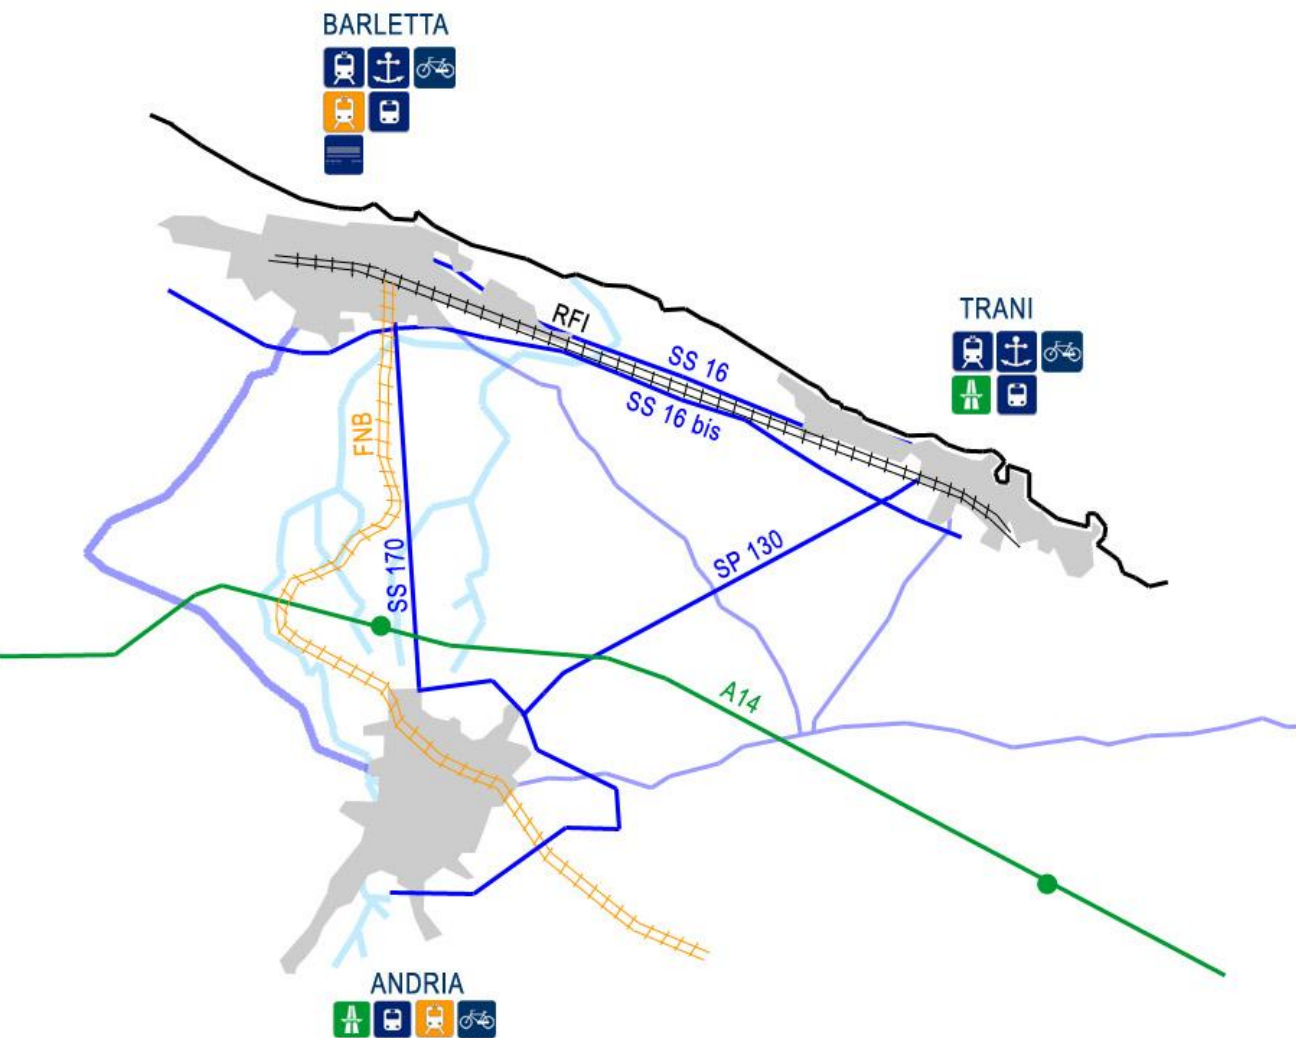 BARLETTA
TRANI
RFI
SS 16
SS 16 bis
FNB
SP 130
SS 170
A14
ANDRIA